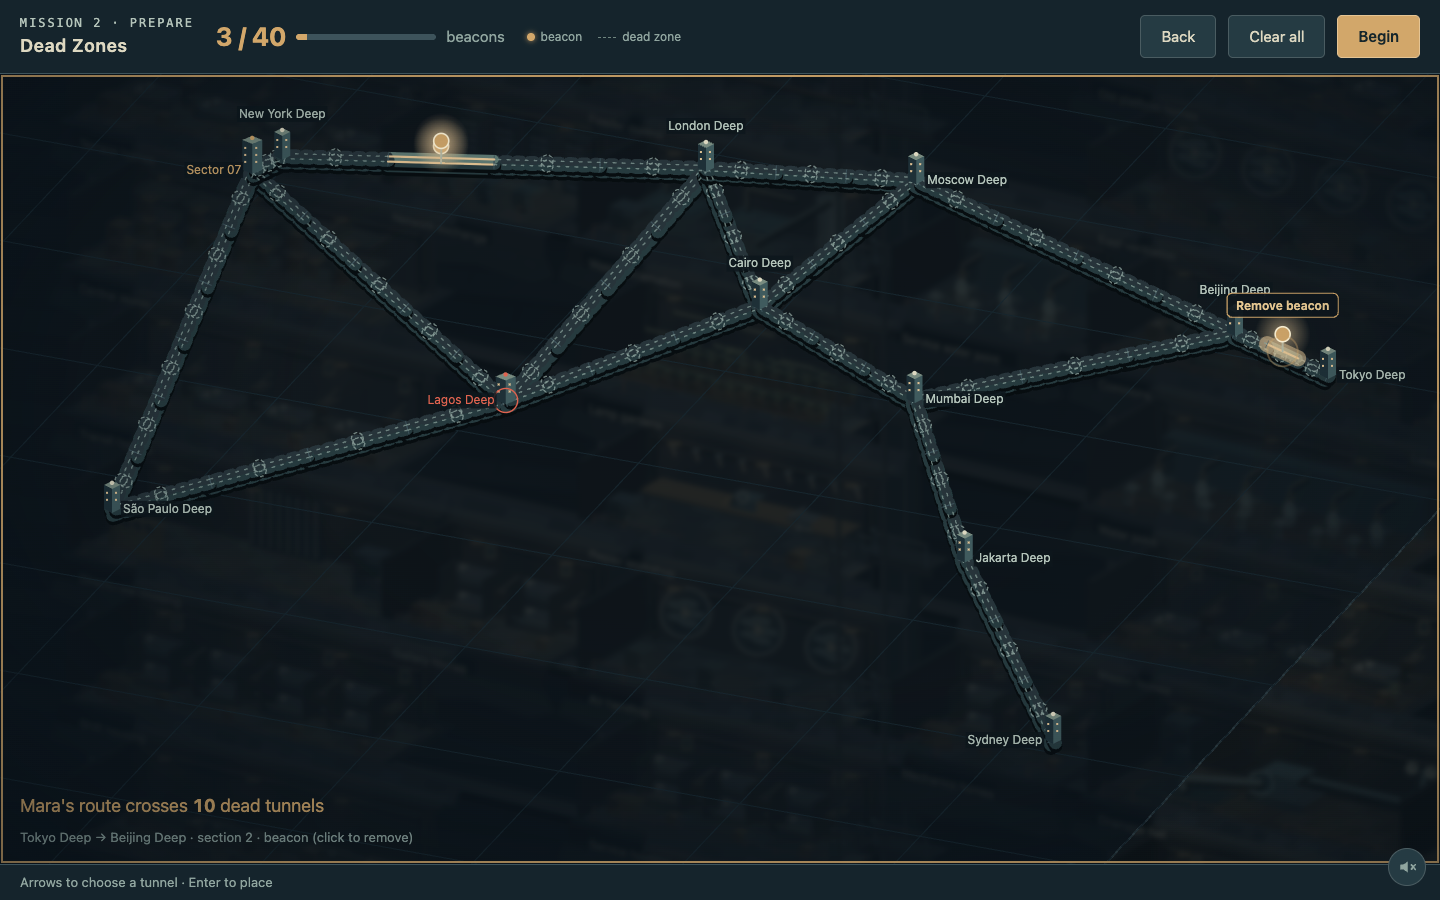 MISSION 2 · PREPARE
Dead Zones
3 / 40
beacons
beacon
dead zone
Back
Clear all
Begin
New York Deep
London Deep
Sector 07
Moscow Deep
Cairo Deep
Beijing Deep
Remove beacon
Tokyo Deep
Lagos Deep
Mumbai Deep
São Paulo Deep
Jakarta Deep
Sydney Deep
Mara's route crosses 10 dead tunnels
Tokyo Deep → Beijing Deep · section 2 · beacon (click to remove)
Arrows to choose a tunnel · Enter to place